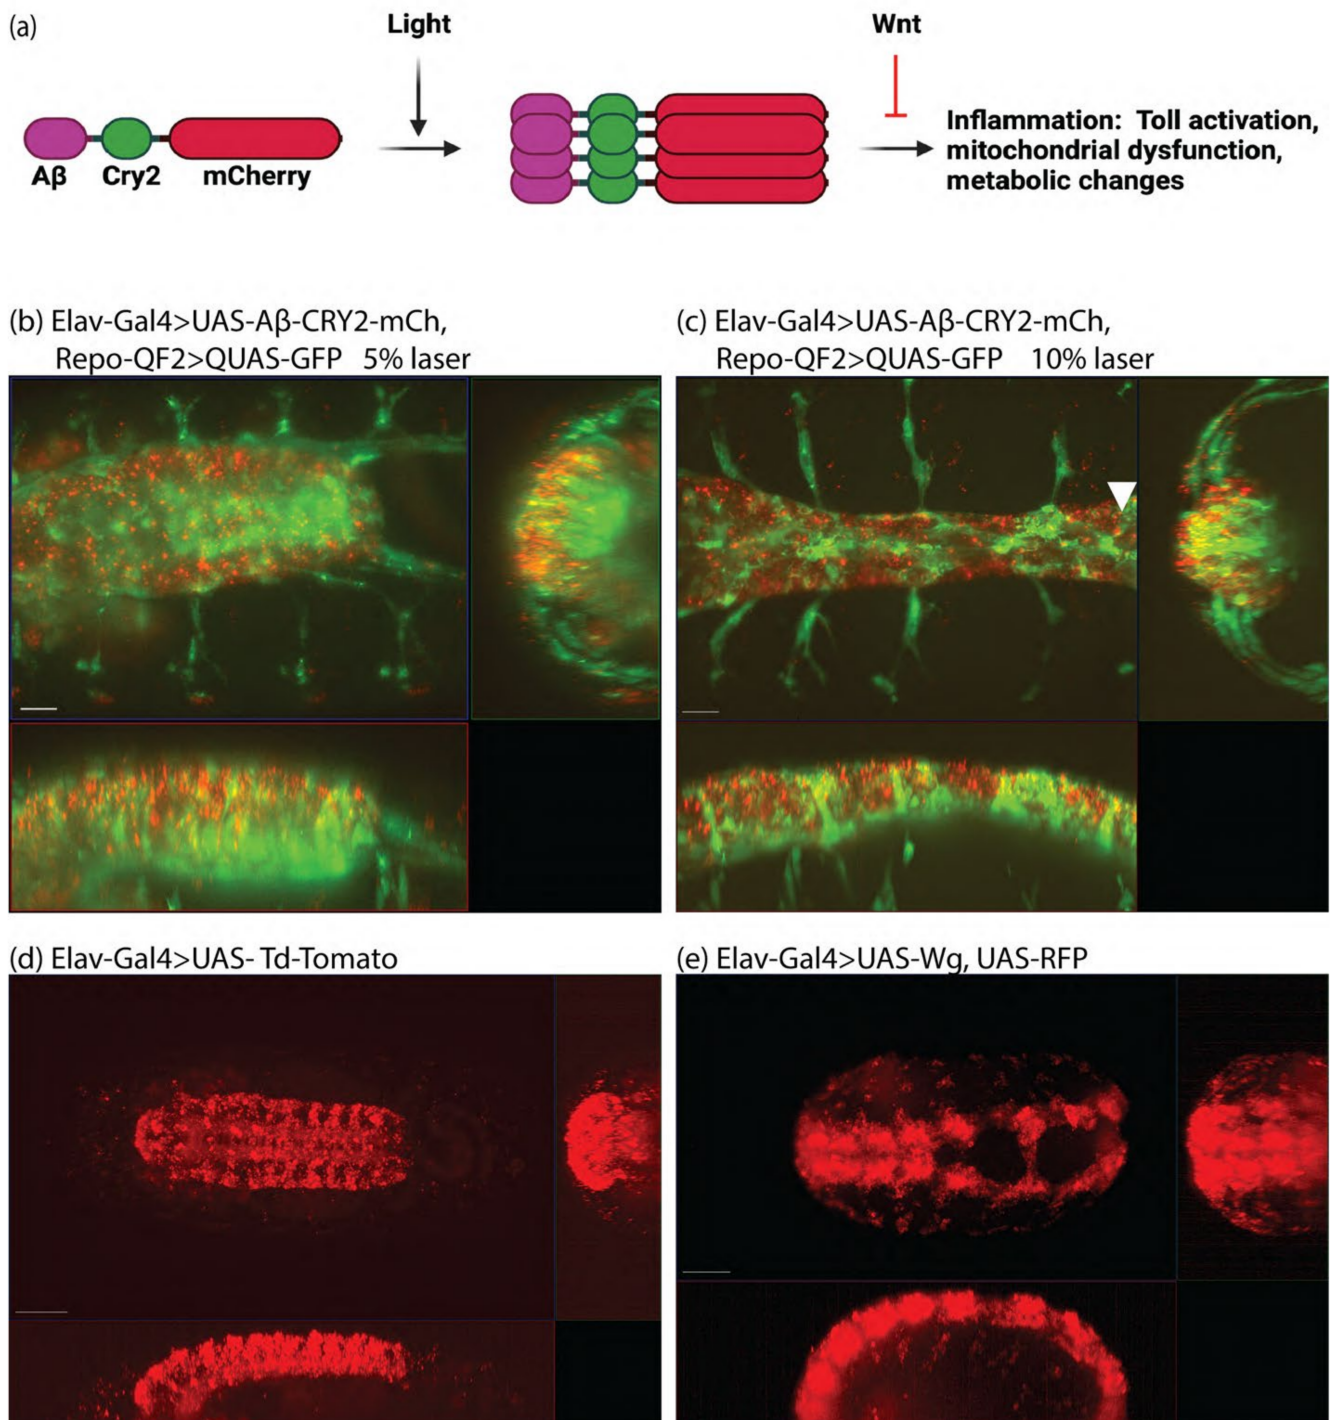 (a)
Light
Wnt
Aβ
Cry2
mCherry
Inflammation: Toll activation,
mitochondrial dysfunction,
metabolic changes
(b) Elav-Gal4>UAS-Aβ-CRY2-mCh,
Repo-QF2>QUAS-GFP 5% laser
(c) Elav-Gal4>UAS-Aβ-CRY2-mCh,
Repo-QF2>QUAS-GFP 10% laser
(d) Elav-Gal4>UAS- Td-Tomato
(e) Elav-Gal4>UAS-Wg, UAS-RFP